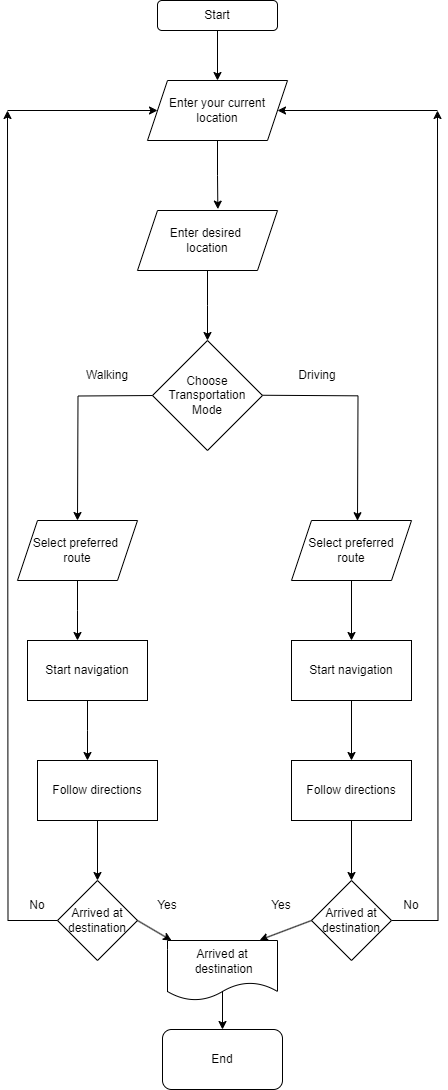 Start
Enter your current
location
Enter desired
location
Walking
Choose
Transportation
Mode
Driving
Select preferred
route
Select preferred
route
Start navigation
Start navigation
Follow directions
Follow directions
No
Arrived at
destination
Yes
Yes
Arrived at
destination
No
Arrived at
destination
End